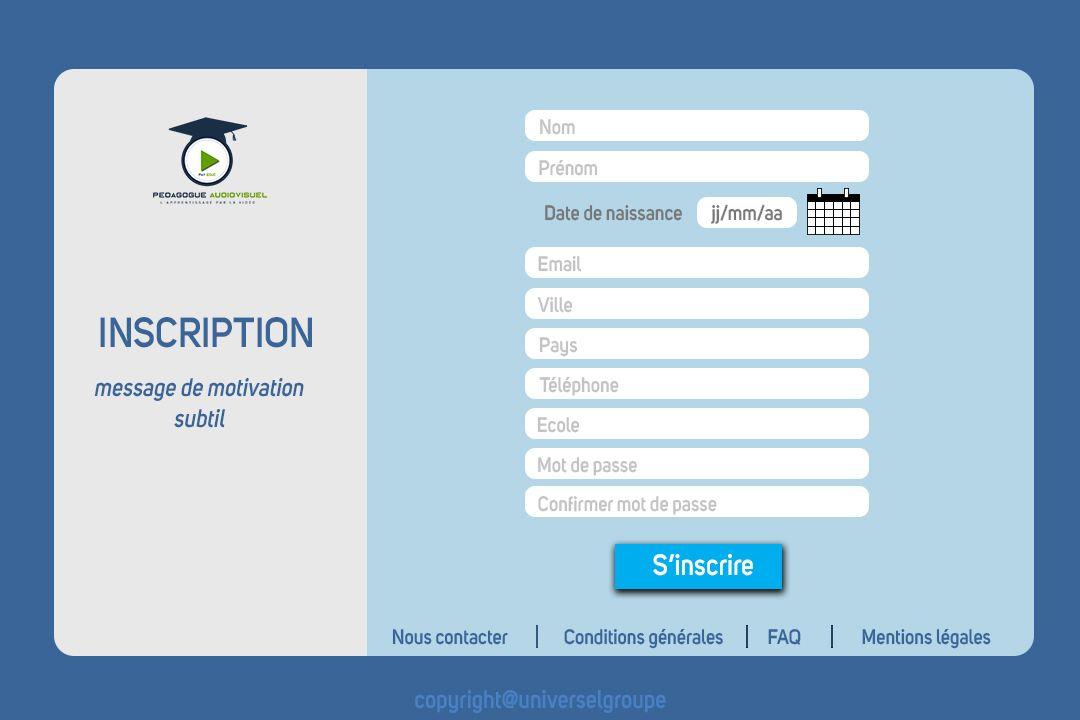 PEDAGOGUE AUDIOVISUEL
L'APPRENTISSAGE PAR LA VIDEO
INSCRIPTION
message de motivation
subtil
Nom
Prénom
Date de naissance jj/mm/aa
Email
Ville
Pays
Téléphone
Ecole
Mot de passe
Confirmer mot de passe
S'inscrire
Nous contacter
Conditions générales
FAQ
Mentions légales
copyright@universelgroupe